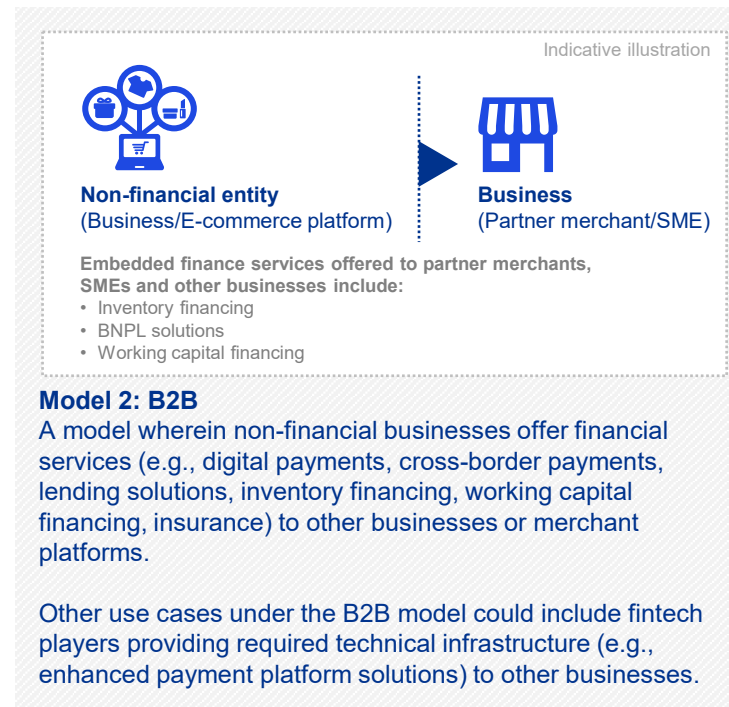 Indicative illustration
Non-financial entity
(Business/E-commerce platform)
Business
(Partner merchant/SME)
Embedded finance services offered to partner merchants,
SMEs and other businesses include:
• Inventory financing
• BNPL solutions
• Working capital financing
Model 2: B2B
A model wherein non-financial businesses offer financial
services (e.g., digital payments, cross-border payments,
lending solutions, inventory financing, working capital
financing, insurance) to other businesses or merchant
platforms.
Other use cases under the B2B model could include fintech
players providing required technical infrastructure (e.g.,
enhanced payment platform solutions) to other businesses.